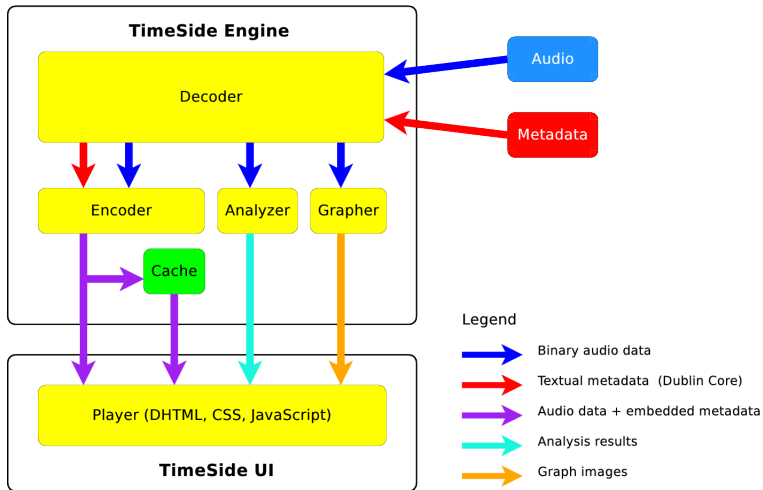 TimeSide Engine
Audio
Decoder
Metadata
Encoder
Analyzer
Grapher
Cache
Legend
Binary audio data
Textual metadata  (Dublin Core)
Player (DHTML, CSS, JavaScript)
Audio data + embedded metadata
Analysis results
TimeSide UI
Graph images